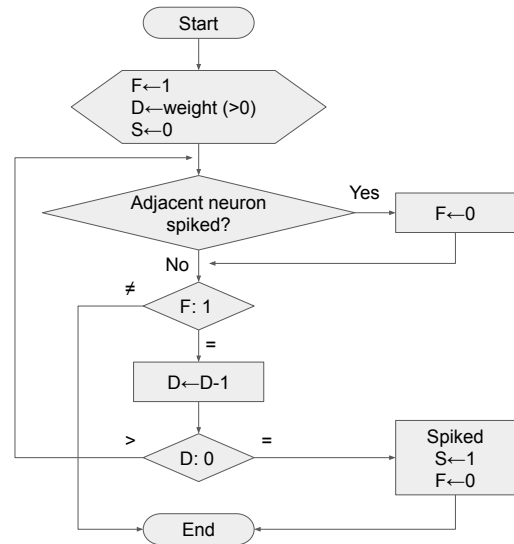 Start
F←1
D←weight (>0)
S←0
Adjacent neuron
spiked?
Yes
F←0
No
≠
F: 1
=
D←D-1
>
D: 0
=
Spiked
S←1
F←0
End